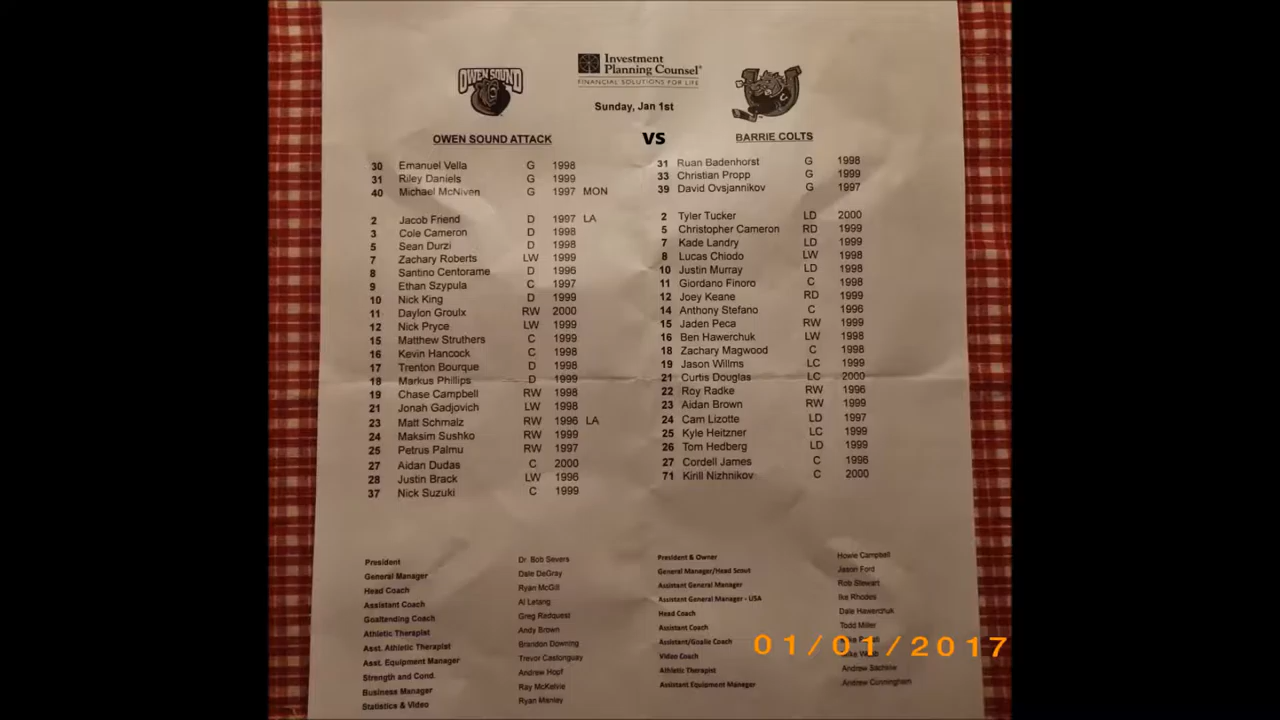 OWEN SOUND
Investment
Planning Counsel®
FINANCIAL SOLUTIONS FOR LIFE
Sunday, Jan 1st
OWEN SOUND ATTACK VS BARRIE COLTS
30 Emanuel Vella G 1998
31 Riley Daniels G 1999
40 Michael McNiven G 1997 MON
2 Jacob Friend D 1997 LA
3 Cole Cameron D 1998
5 Sean Durzi D 1998
7 Zachary Roberts LW 1999
8 Santino Centorame D 1996
9 Ethan Szypula C 1997
10 Nick King D 1999
11 Daylon Groulx RW 2000
12 Nick Pryce LW 1999
15 Matthew Struthers C 1999
16 Kevin Hancock C 1998
17 Trenton Bourque D 1998
18 Markus Phillips D 1999
19 Chase Campbell RW 1998
21 Jonah Gadjovich LW 1998
23 Matt Schmalz RW 1996 LA
24 Maksim Sushko RW 1999
25 Petrus Palmu RW 1997
27 Aidan Dudas C 2000
28 Justin Brack LW 1996
37 Nick Suzuki C 1999
31 Ruan Badenhorst G 1998
33 Christian Propp G 1999
39 David Ovsjannikov G 1997
2 Tyler Tucker LD 2000
5 Christopher Cameron RD 1999
7 Kade Landry LD 1999
8 Lucas Chiodo LW 1998
10 Justin Murray LD 1998
11 Giordano Finoro C 1998
12 Joey Keane RD 1999
14 Anthony Stefano C 1996
15 Jaden Peca RW 1999
16 Ben Hawerchuk LW 1998
18 Zachary Magwood C 1998
19 Jason Willms LC 1999
21 Curtis Douglas LC 2000
22 Roy Radke RW 1996
23 Aidan Brown RW 1999
24 Cam Lizotte LD 1997
25 Kyle Heitzner LC 1999
26 Tom Hedberg LD 1999
27 Cordell James C 1996
71 Kirill Nizhnikov C 2000
President Dr. Bob Severs
General Manager Dale DeGray
Head Coach Ryan McGill
Assistant Coach Al Letang
Goaltending Coach Greg Redquest
Athletic Therapist Andy Brown
Asst. Athletic Therapist Brandon Downing
Asst. Equipment Manager Trevor Castonguay
Strength and Cond. Andrew Hopf
Business Manager Ray McKelvie
Statistics & Video Ryan Manley
President & Owner Howie Campbell
General Manager/Head Scout Jason Ford
Assistant General Manager Rob Stewart
Assistant General Manager - USA Ike Rhodes
Head Coach Dale Hawerchuk
Assistant Coach Todd Miller
Assistant/Goalie Coach
Video Coach
Athletic Therapist Andrew Sachkiw
Assistant Equipment Manager Andrew Cunningham
01/01/2017